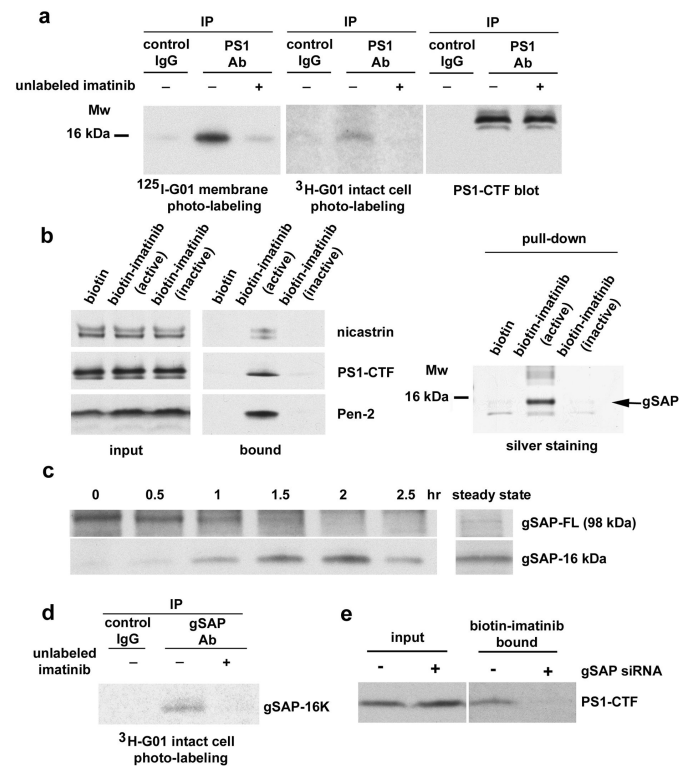 a
IP IP IP
control IgG PS1 Ab control IgG PS1 Ab control IgG PS1 Ab
unlabeled imatinib – – + – – + – – +
Mw
16 kDa
125I-G01 membrane photo-labeling
3H-G01 intact cell photo-labeling
PS1-CTF blot
b
biotin biotin-imatinib (active) biotin-imatinib (inactive) biotin biotin-imatinib (active) biotin-imatinib (inactive)
nicastrin
PS1-CTF
Pen-2
input bound
pull-down
biotin biotin-imatinib (active) biotin-imatinib (inactive)
Mw
16 kDa
gSAP
silver staining
c
0 0.5 1 1.5 2 2.5 hr steady state
gSAP-FL (98 kDa)
gSAP-16 kDa
d
IP
control IgG gSAP Ab
unlabeled imatinib – – +
gSAP-16K
3H-G01 intact cell photo-labeling
e
input biotin-imatinib bound
- + - + gSAP siRNA
PS1-CTF